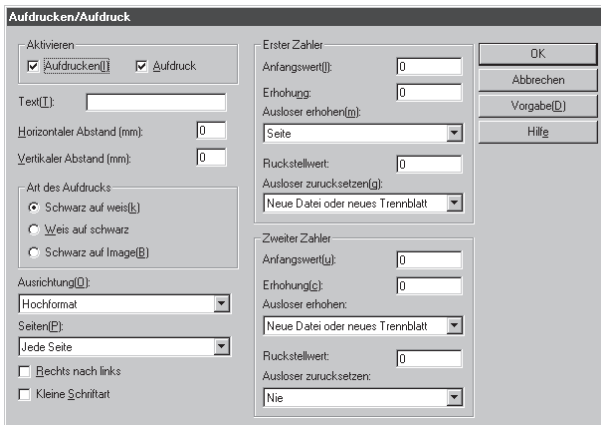 Aufdrucken/Aufdruck
Aktivieren
Aufdrucken(I)
Aufdruck
Text(T):
Horizontaler Abstand (mm):
0
Vertikaler Abstand (mm):
0
Art des Aufdrucks
Schwarz auf weis(k)
Weis auf schwarz
Schwarz auf Image(B)
Ausrichtung(O):
Hochformat
Seiten(P):
Jede Seite
Rechts nach links
Kleine Schriftart
Erster Zahler
Anfangswert(I):
0
Erhohung:
0
Ausloser erhohen(m):
Seite
Ruckstellwert:
0
Ausloser zurucksetzen(g):
Neue Datei oder neues Trennblatt
Zweiter Zahler
Anfangswert(u):
0
Erhohung(c):
0
Ausloser erhohen:
Neue Datei oder neues Trennblatt
Ruckstellwert:
0
Ausloser zurucksetzen:
Nie
OK
Abbrechen
Vorgabe(D)
Hilfe